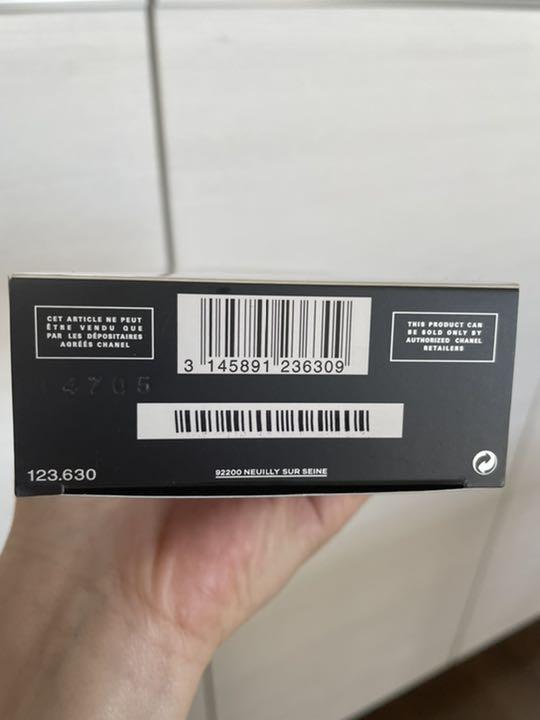 CET ARTICLE NE PEUT
ÊTRE VENDU QUE
PAR LES DÉPOSITAIRES
AGRÉÉS CHANEL
3 145891 236309
THIS PRODUCT CAN
BE SOLD ONLY BY
AUTHORIZED CHANEL
RETAILERS
4705
123.630
92200 NEUILLY SUR SEINE